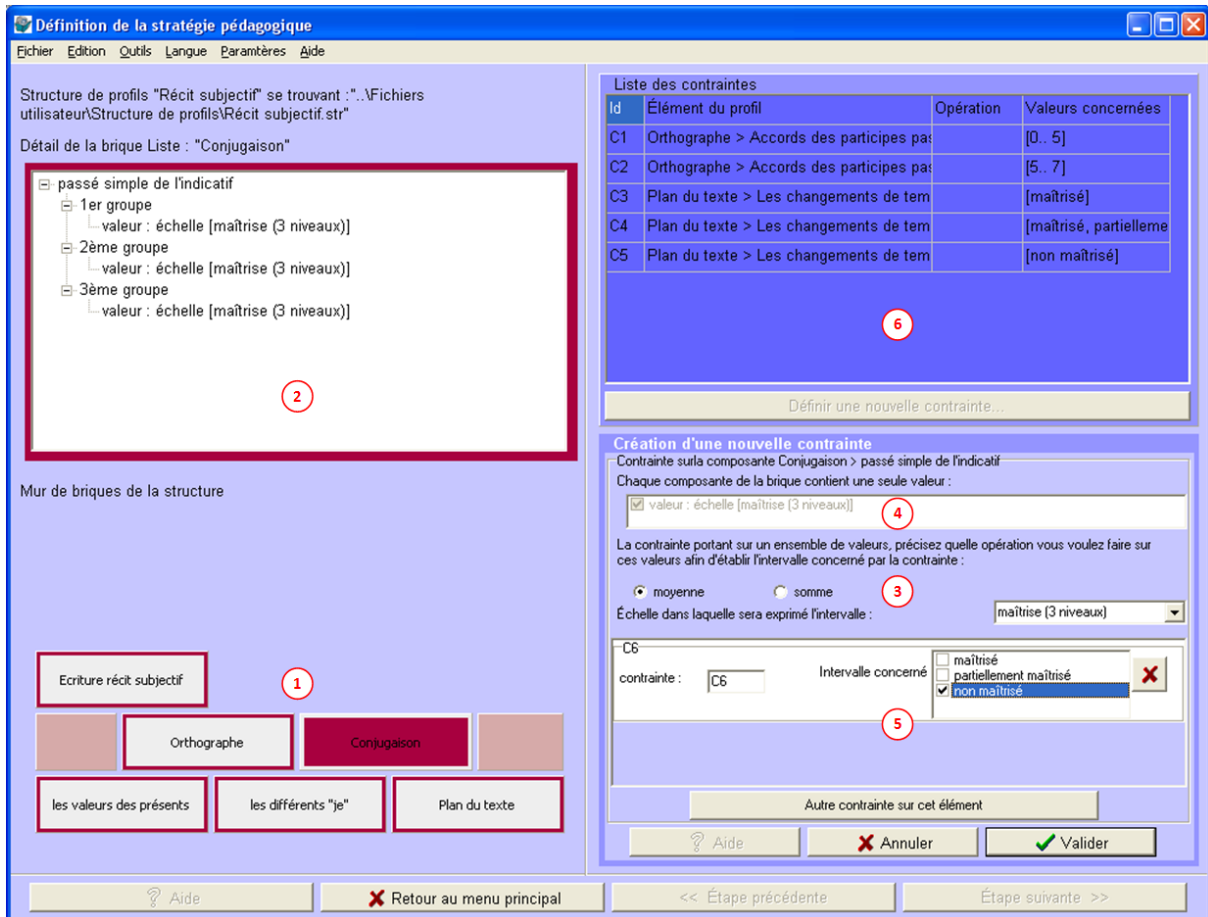 Définition de la stratégie pédagogique
Fichier Edition Outils Langue Paramtères Aide
Structure de profils "Récit subjectif" se trouvant :"..\Fichiers
utilisateur\Structure de profils\Récit subjectif.str"
Détail de la brique Liste : "Conjugaison"
passé simple de l'indicatif
1er groupe
valeur : échelle [maîtrise (3 niveaux)]
2ème groupe
valeur : échelle [maîtrise (3 niveaux)]
3ème groupe
valeur : échelle [maîtrise (3 niveaux)]
2
Mur de briques de la structure
Ecriture récit subjectif
1
Orthographe Conjugaison
les valeurs des présents les différents "je" Plan du texte
Liste des contraintes
Id Élément du profil Opération Valeurs concernées
C1 Orthographe > Accords des participes pas [0.. 5]
C2 Orthographe > Accords des participes pas [5.. 7]
C3 Plan du texte > Les changements de tem [maîtrisé]
C4 Plan du texte > Les changements de tem [maîtrisé, partielleme
C5 Plan du texte > Les changements de tem [non maîtrisé]
6
Définir une nouvelle contrainte...
Création d'une nouvelle contrainte
Contrainte surla composante Conjugaison > passé simple de l'indicatif
Chaque composante de la brique contient une seule valeur :
valeur : échelle [maîtrise (3 niveaux)]
4
La contrainte portant sur un ensemble de valeurs, précisez quelle opération vous voulez faire sur
ces valeurs afin d'établir l'intervalle concerné par la contrainte :
moyenne somme 3
Échelle dans laquelle sera exprimé l'intervalle : maîtrise (3 niveaux)
C6
contrainte : C6 Intervalle concerné
maîtrisé
partiellement maîtrisé
non maîtrisé
5
Autre contrainte sur cet élément
Aide Annuler Valider
Aide Retour au menu principal << Étape précédente Étape suivante >>